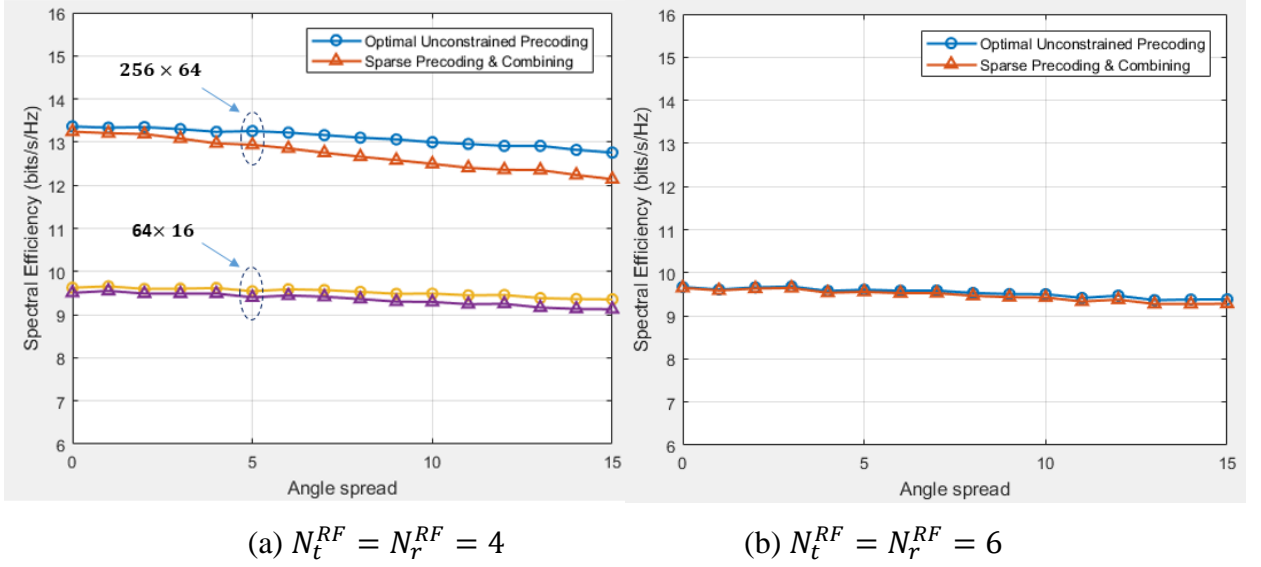 16
15
14
13
12
11
10
9
8
7
6
0
5
10
15
Spectral Efficiency (bits/s/Hz)
Angle spread
Optimal Unconstrained Precoding
Sparse Precoding & Combining
256 × 64
64× 16
(a) N_t^{RF} = N_r^{RF} = 4
16
15
14
13
12
11
10
9
8
7
6
0
5
10
15
Spectral Efficiency (bits/s/Hz)
Angle spread
Optimal Unconstrained Precoding
Sparse Precoding & Combining
(b) N_t^{RF} = N_r^{RF} = 6